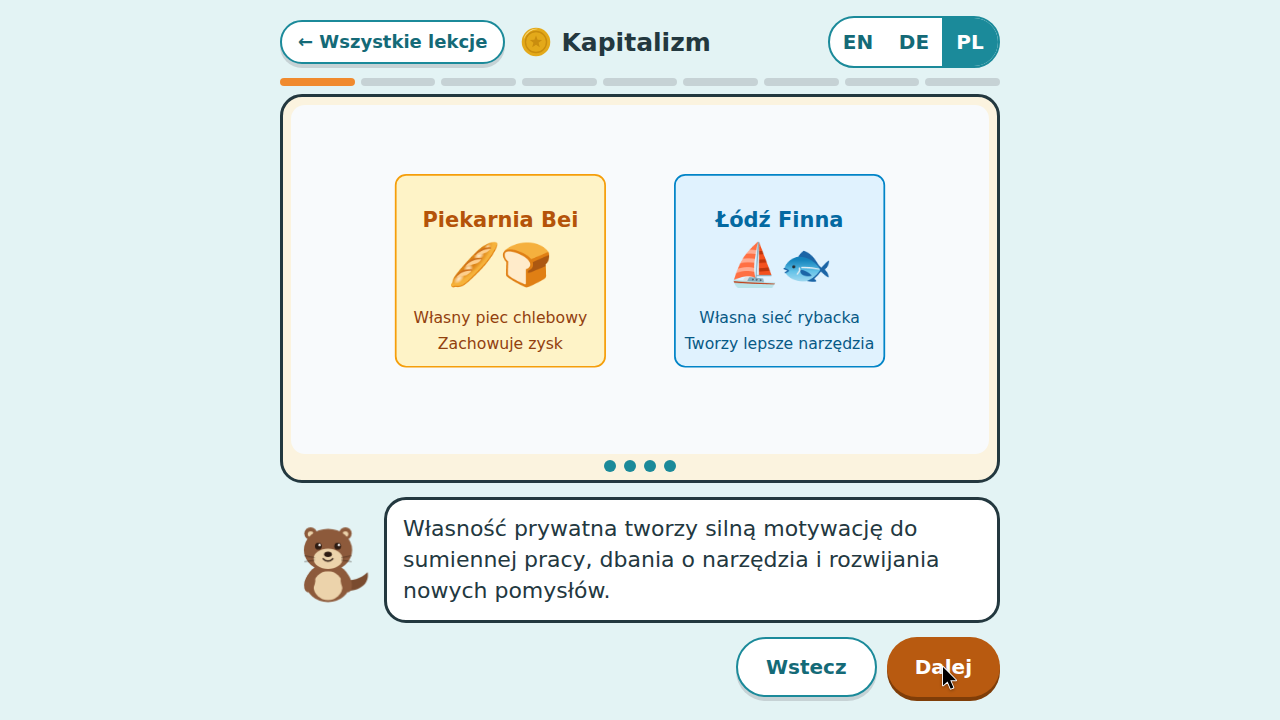 ← Wszystkie lekcje
Kapitalizm
EN DE PL
Piekarnia Bei
Własny piec chlebowy
Zachowuje zysk
Łódź Finna
Własna sieć rybacka
Tworzy lepsze narzędzia
Własność prywatna tworzy silną motywację do
sumiennej pracy, dbania o narzędzia i rozwijania
nowych pomysłów.
Wstecz
Dalej